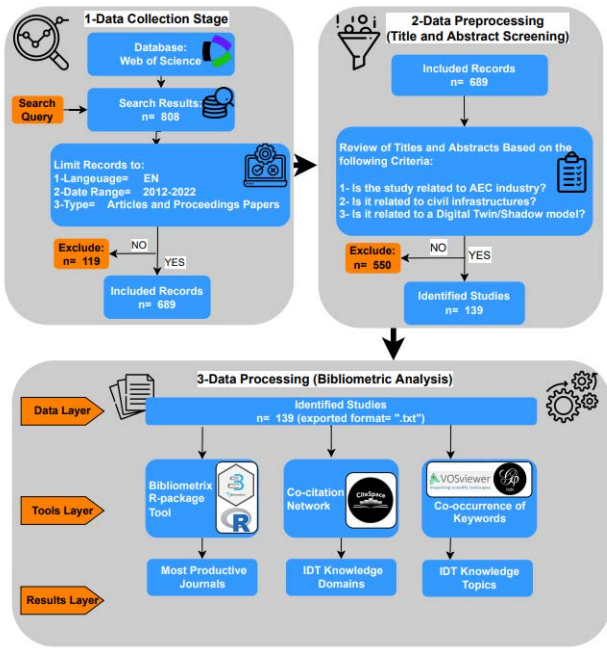 1-Data Collection Stage
Database:
Web of Science
Search
Query
Search Results:
n= 808
Limit Records to:
1-Langeuage= EN
2-Date Range= 2012-2022
3-Type= Articles and Proceedings Papers
NO
YES
Exclude:
n= 119
Included Records
n= 689
2-Data Preprocessing
(Title and Abstract Screening)
Included Records
n= 689
Review of Titles and Abstracts Based on the
following Criteria:
1- Is the study related to AEC industry?
2- Is it related to civil infrastructures?
3- Is it related to a Digital Twin/Shadow model?
NO
YES
Exclude:
n= 550
Identified Studies
n= 139
3-Data Processing (Bibliometric Analysis)
Data Layer
Identified Studies
n= 139 (exported format= ".txt")
Tools Layer
Bibliometrix
R-package
Tool
R
Co-citation
Network
CiteSpace
VOSviewer
Co-occurrence of
Keywords
Results Layer
Most Productive
Journals
IDT Knowledge
Domains
IDT Knowledge
Topics